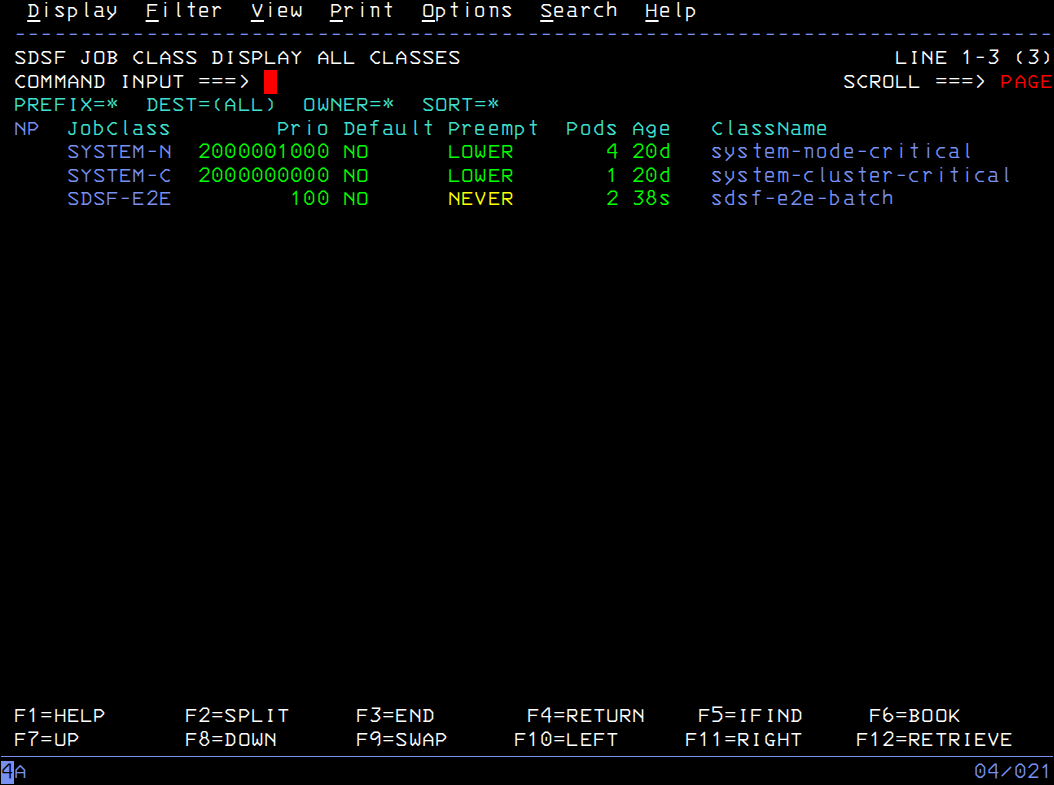 Display Filter View Print Options Search Help
--------------------------------------------------------------------------------
SDSF JOB CLASS DISPLAY ALL CLASSES LINE 1-3 (3)
COMMAND INPUT ===> SCROLL ===> PAGE
PREFIX=* DEST=(ALL) OWNER=* SORT=*
NP JobClass Prio Default Preempt Pods Age ClassName
SYSTEM-N 2000001000 NO LOWER 4 20d system-node-critical
SYSTEM-C 2000000000 NO LOWER 1 20d system-cluster-critical
SDSF-E2E 100 NO NEVER 2 38s sdsf-e2e-batch
F1=HELP F2=SPLIT F3=END F4=RETURN F5=IFIND F6=BOOK
F7=UP F8=DOWN F9=SWAP F10=LEFT F11=RIGHT F12=RETRIEVE
4A 04/021